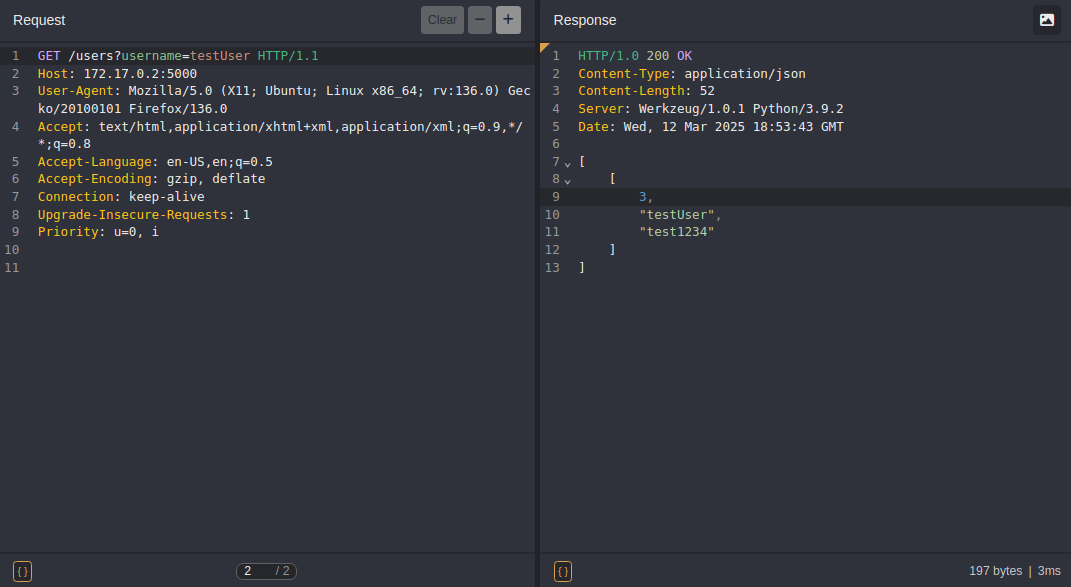 Request
Clear − +
1 GET /users?username=testUser HTTP/1.1
2 Host: 172.17.0.2:5000
3 User-Agent: Mozilla/5.0 (X11; Ubuntu; Linux x86_64; rv:136.0) Gec
ko/20100101 Firefox/136.0
4 Accept: text/html,application/xhtml+xml,application/xml;q=0.9,*/
*;q=0.8
5 Accept-Language: en-US,en;q=0.5
6 Accept-Encoding: gzip, deflate
7 Connection: keep-alive
8 Upgrade-Insecure-Requests: 1
9 Priority: u=0, i
10
11
{} 2 / 2
Response
1 HTTP/1.0 200 OK
2 Content-Type: application/json
3 Content-Length: 52
4 Server: Werkzeug/1.0.1 Python/3.9.2
5 Date: Wed, 12 Mar 2025 18:53:43 GMT
6
7 [
8 [
9 3,
10 "testUser",
11 "test1234"
12 ]
13 ]
{} 197 bytes | 3ms